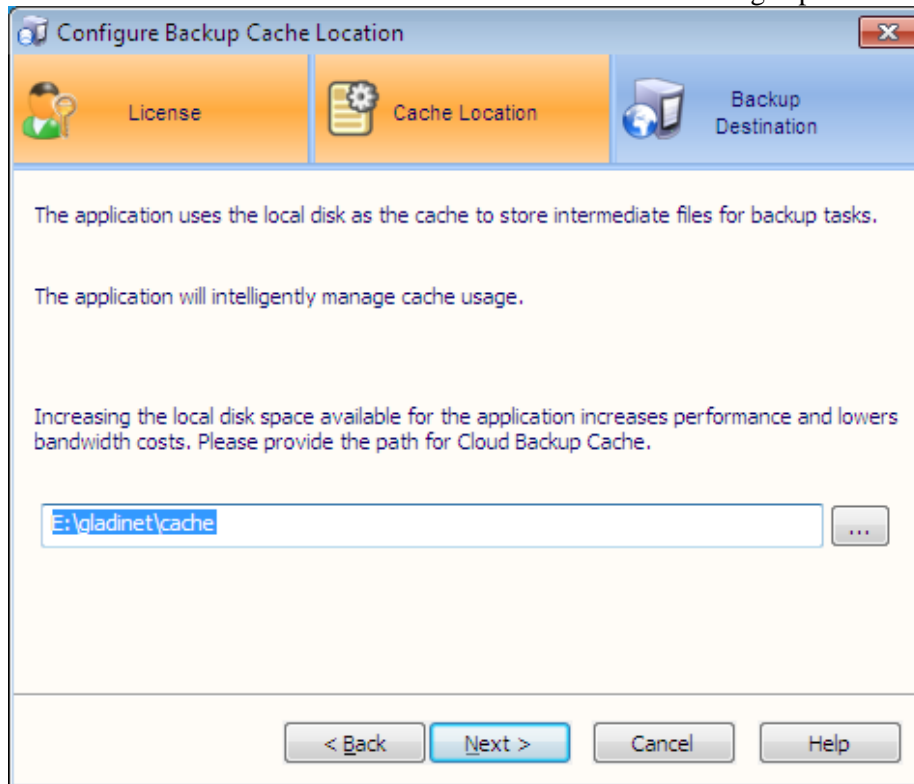 Configure Backup Cache Location
License
Cache Location
Backup
Destination
The application uses the local disk as the cache to store intermediate files for backup tasks.
The application will intelligently manage cache usage.
Increasing the local disk space available for the application increases performance and lowers
bandwidth costs. Please provide the path for Cloud Backup Cache.
E:\gladinet\cache
...
< Back
Next >
Cancel
Help